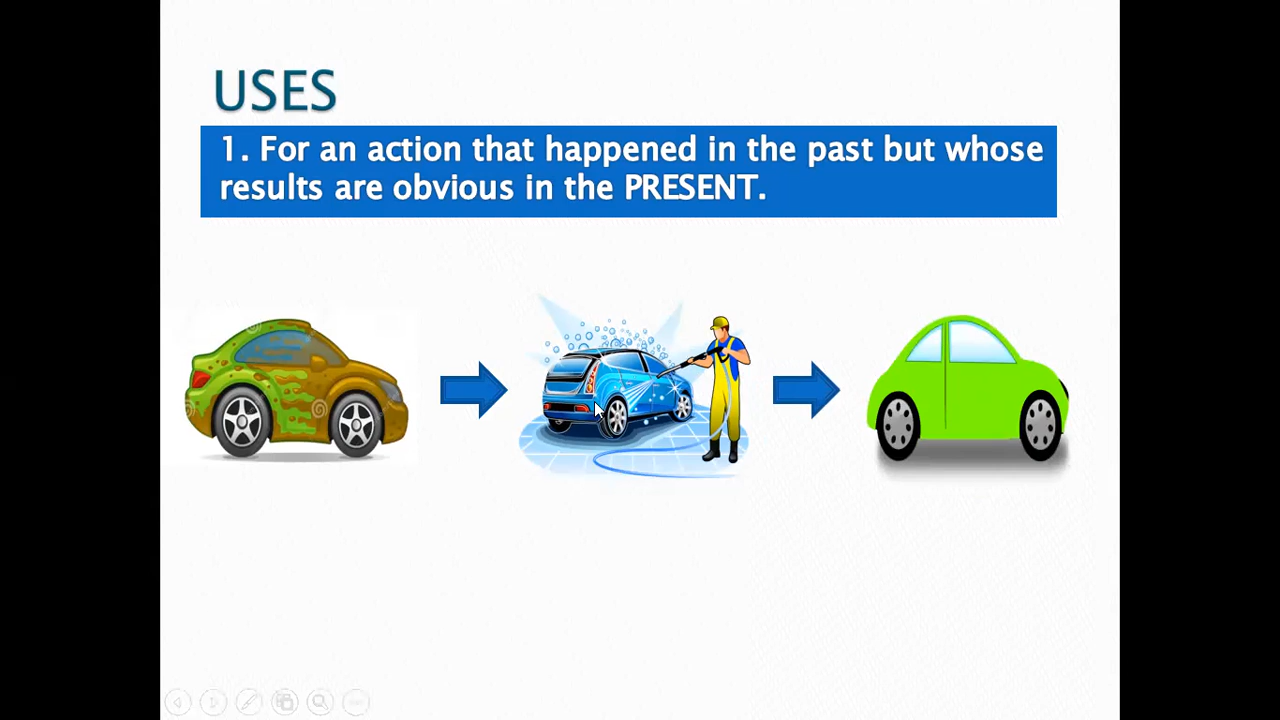 USES
1. For an action that happened in the past but whose
results are obvious in the PRESENT.